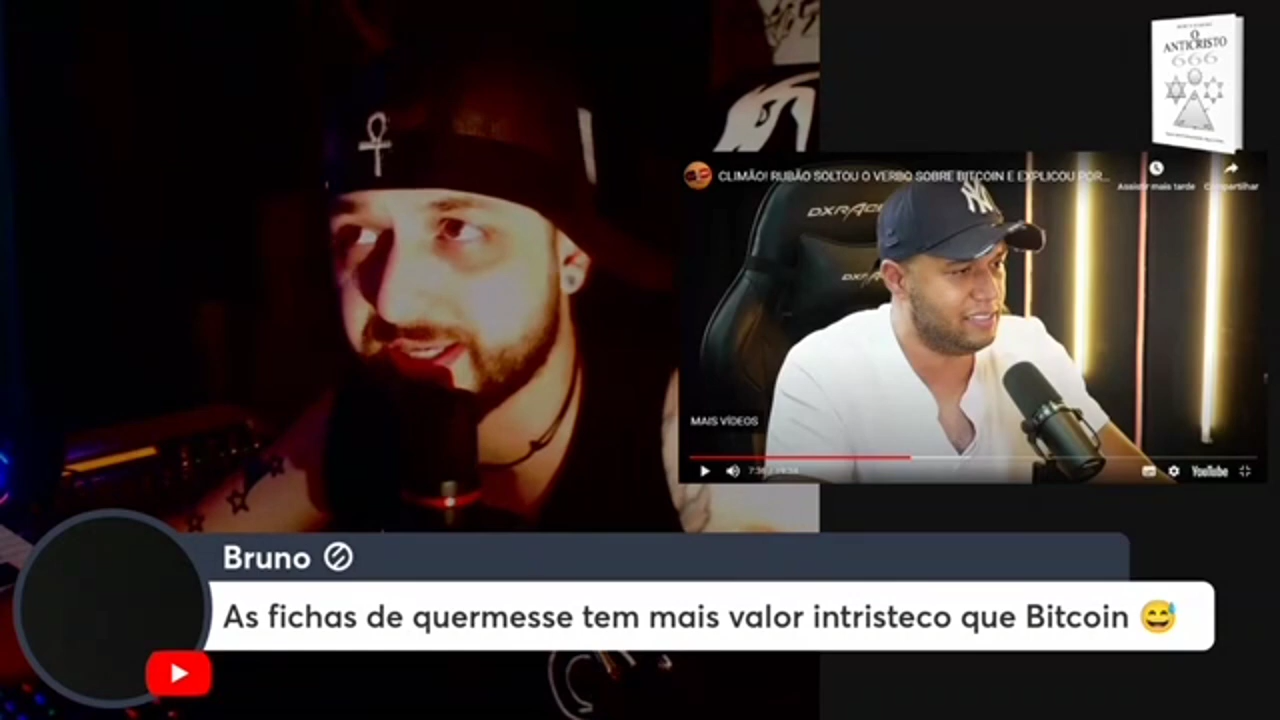 O
ANTICRISTO
666
CLIMÃO! RUBÃO SOLTOU O VERBO SOBRE BITCOIN E EXPLICOU POR...
Assistir mais tarde
Compartilhar
DXRACER
NY
MAIS VÍDEOS
YouTube
Bruno
As fichas de quermesse tem mais valor intristeco que Bitcoin 😅